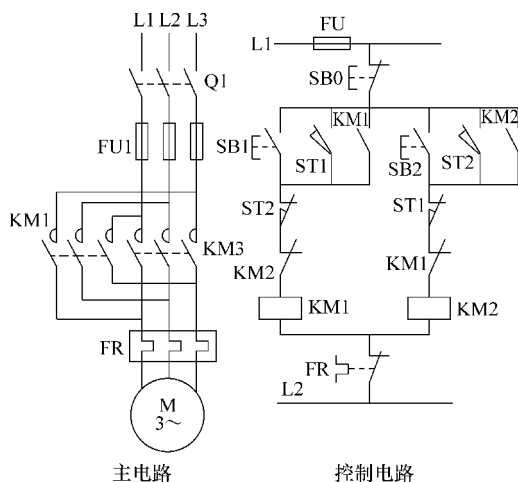 L1 L2 L3
Q1
FU1
KM1
KM3
FR
M
3～
主电路
FU
L1
SB0
KM1
KM2
SB1
ST1
SB2
ST2
ST2
ST1
KM2
KM1
KM1
KM2
FR
L2
控制电路